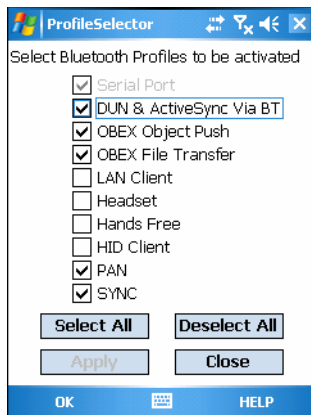 ProfileSelector
Select Bluetooth Profiles to be activated
Serial Port
DUN & ActiveSync Via BT
OBEX Object Push
OBEX File Transfer
LAN Client
Headset
Hands Free
HID Client
PAN
SYNC
Select All Deselect All
Apply Close
OK HELP